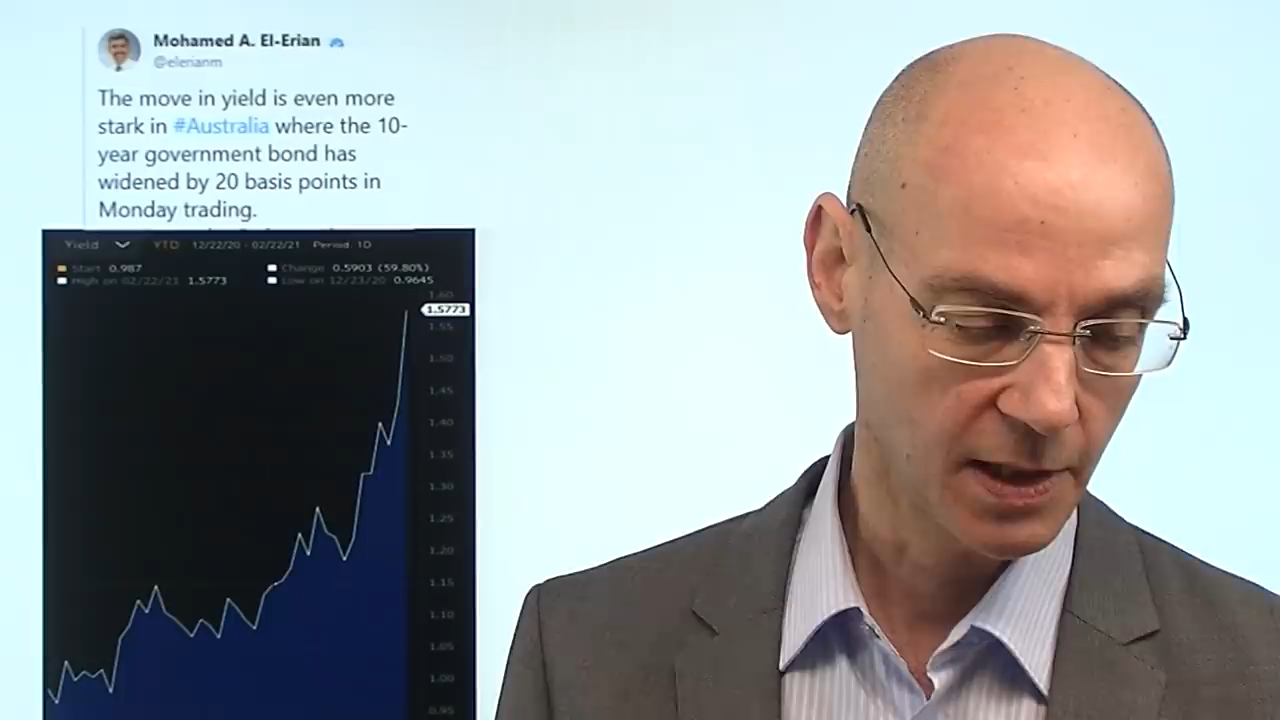 Mohamed A. El-Erian
@elerianm
The move in yield is even more
stark in #Australia where the 10-
year government bond has
widened by 20 basis points in
Monday trading.
Yield YTD 12/22/20 - 02/22/21 Period 1D
Start 0.987 Change 0.5903 (59.80%)
High on 02/22/21 1.5773 Low on 12/23/20 0.9645
1.60
1.5773
1.55
1.50
1.45
1.40
1.35
1.30
1.25
1.20
1.15
1.10
1.05
1.00
0.95